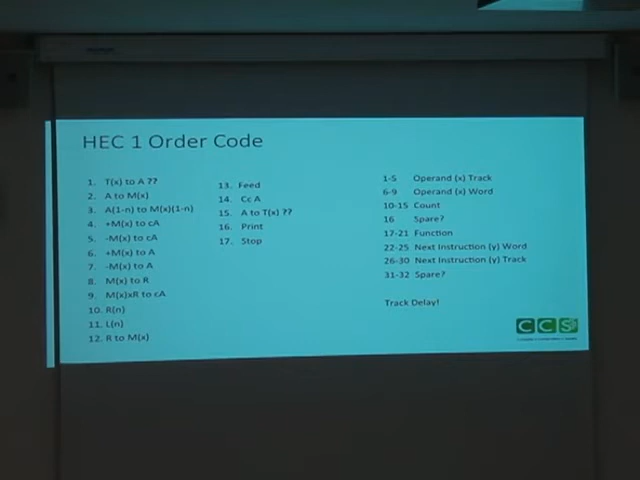 HEC 1 Order Code
1. T(x) to A ??
2. A to M(x)
3. A(1-n) to M(x)(1-n)
4. +M(x) to cA
5. -M(x) to cA
6. +M(x) to A
7. -M(x) to A
8. M(x) to R
9. M(x)xR to cA
10. R(n)
11. L(n)
12. R to M(x)
13. Feed
14. Cc A
15. A to T(x) ??
16. Print
17. Stop
1-5 Operand (x) Track
6-9 Operand (x) Word
10-15 Count
16 Spare?
17-21 Function
22-25 Next Instruction (y) Word
26-30 Next Instruction (y) Track
31-32 Spare?
Track Delay!
CCS